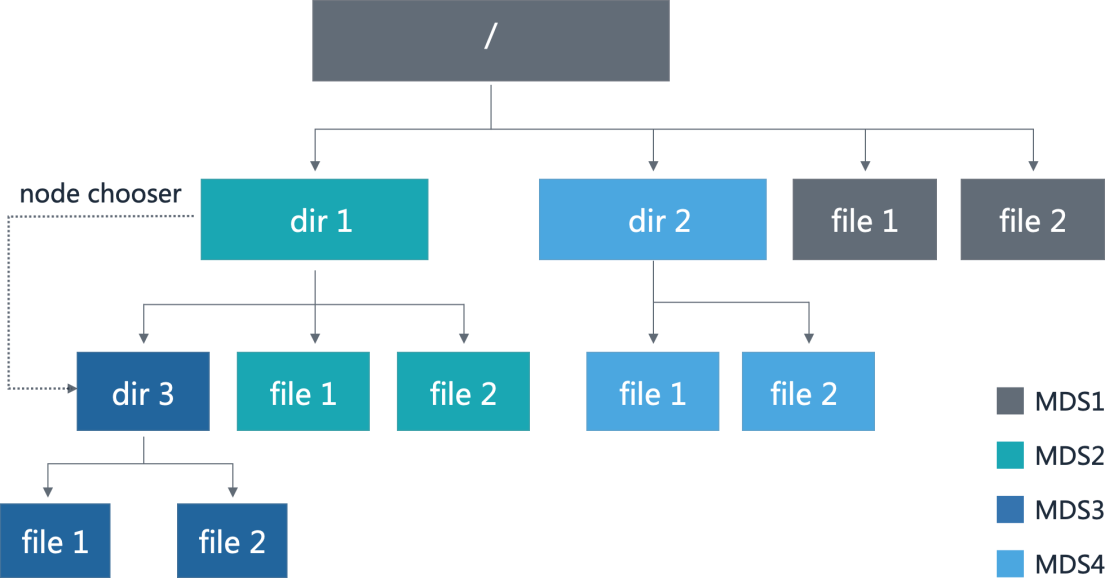 /
node chooser
dir 1
dir 2
file 1
file 2
dir 3
file 1
file 2
file 1
file 2
file 1
file 2
MDS1
MDS2
MDS3
MDS4